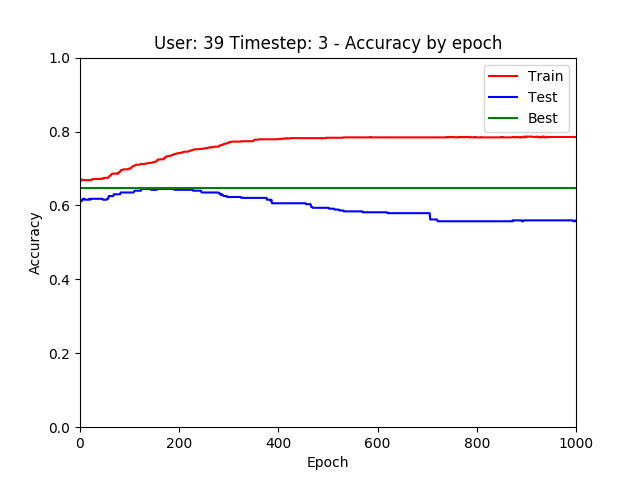 User: 39 Timestep: 3 - Accuracy by epoch
1.0
0.8
0.6
0.4
0.2
0.0
Accuracy
Train
Test
Best
0 200 400 600 800 1000
Epoch